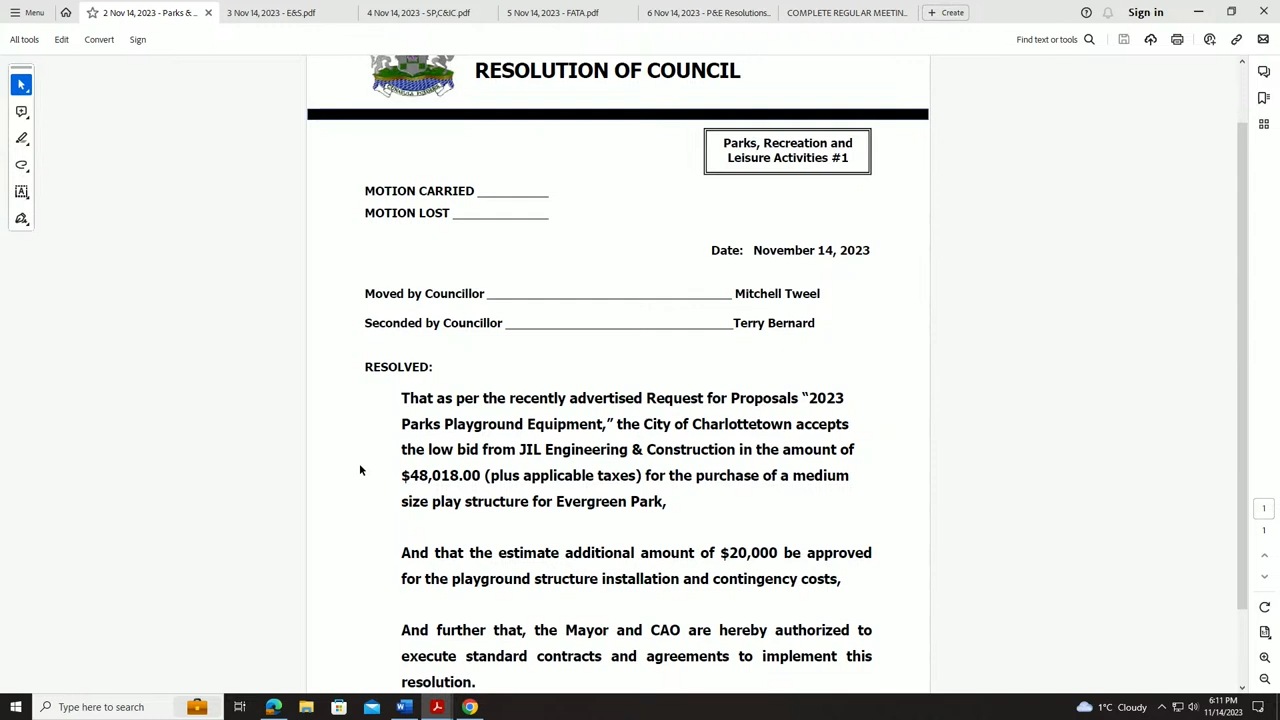 Menu
2 Nov 14, 2023 - Parks & ...
3 Nov 14, 2023 - E&S.pdf
4 Nov 14, 2023 - SP,C&IC.pdf
5 Nov 14, 2023 - FATA.pdf
6 Nov 14, 2023 - P&E Resolutions...
COMPLETE REGULAR MEETIN...
+ Create
Sign in
All tools Edit Convert Sign
Find text or tools
RESOLUTION OF COUNCIL
Parks, Recreation and
Leisure Activities #1
MOTION CARRIED ___________
MOTION LOST _______________
Date: November 14, 2023
Moved by Councillor ______________________________________ Mitchell Tweel
Seconded by Councillor ___________________________________Terry Bernard
RESOLVED:
That as per the recently advertised Request for Proposals “2023
Parks Playground Equipment,” the City of Charlottetown accepts
the low bid from JIL Engineering & Construction in the amount of
$48,018.00 (plus applicable taxes) for the purchase of a medium
size play structure for Evergreen Park,
And that the estimate additional amount of $20,000 be approved
for the playground structure installation and contingency costs,
And further that, the Mayor and CAO are hereby authorized to
execute standard contracts and agreements to implement this
resolution.
1
1
Type here to search
1°C Cloudy
6:11 PM
11/14/2023